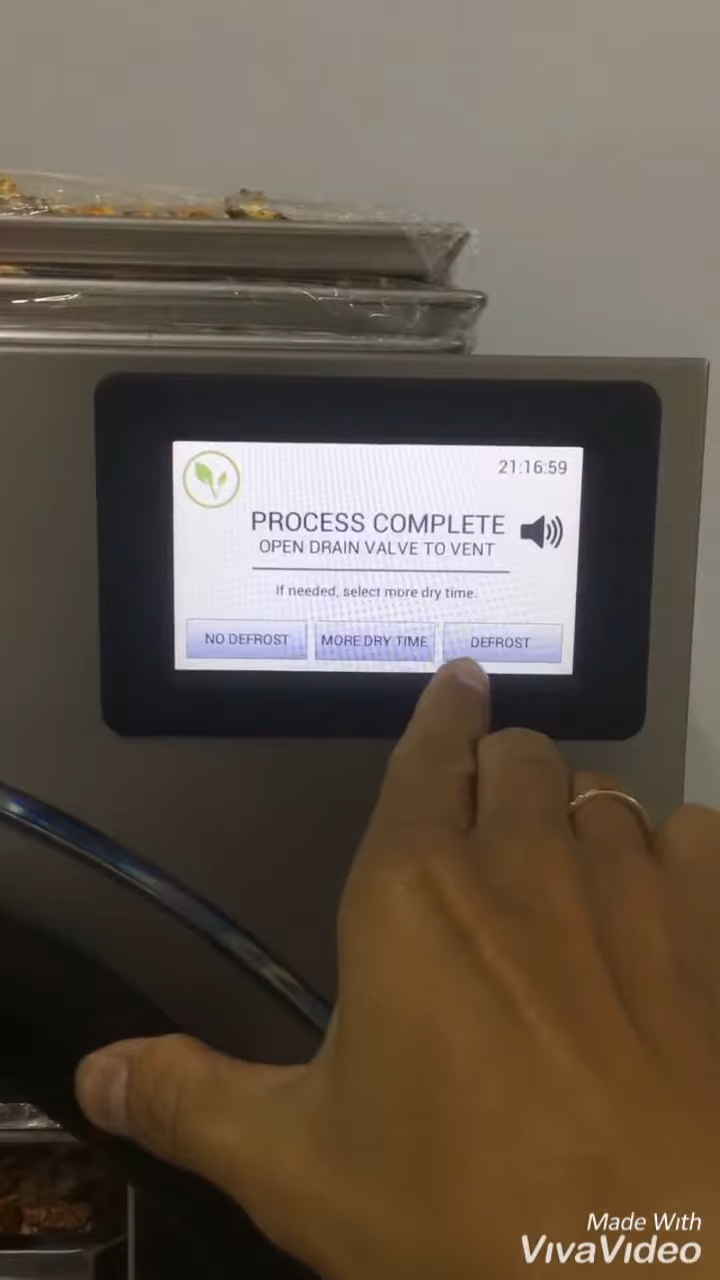 21:16:59
PROCESS COMPLETE
OPEN DRAIN VALVE TO VENT
If needed, select more dry time.
NO DEFROST
MORE DRY TIME
DEFROST
Made With
VivaVideo